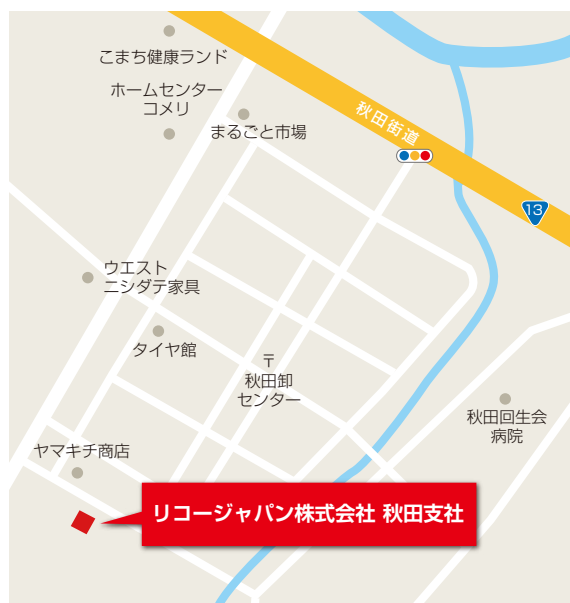 こまち健康ランド
ホームセンター
コメリ
まるごと市場
秋田街道
13
ウエスト
ニシダテ家具
タイヤ館
〒
秋田卸
センター
秋田回生会
病院
ヤマキチ商店
リコージャパン株式会社 秋田支社